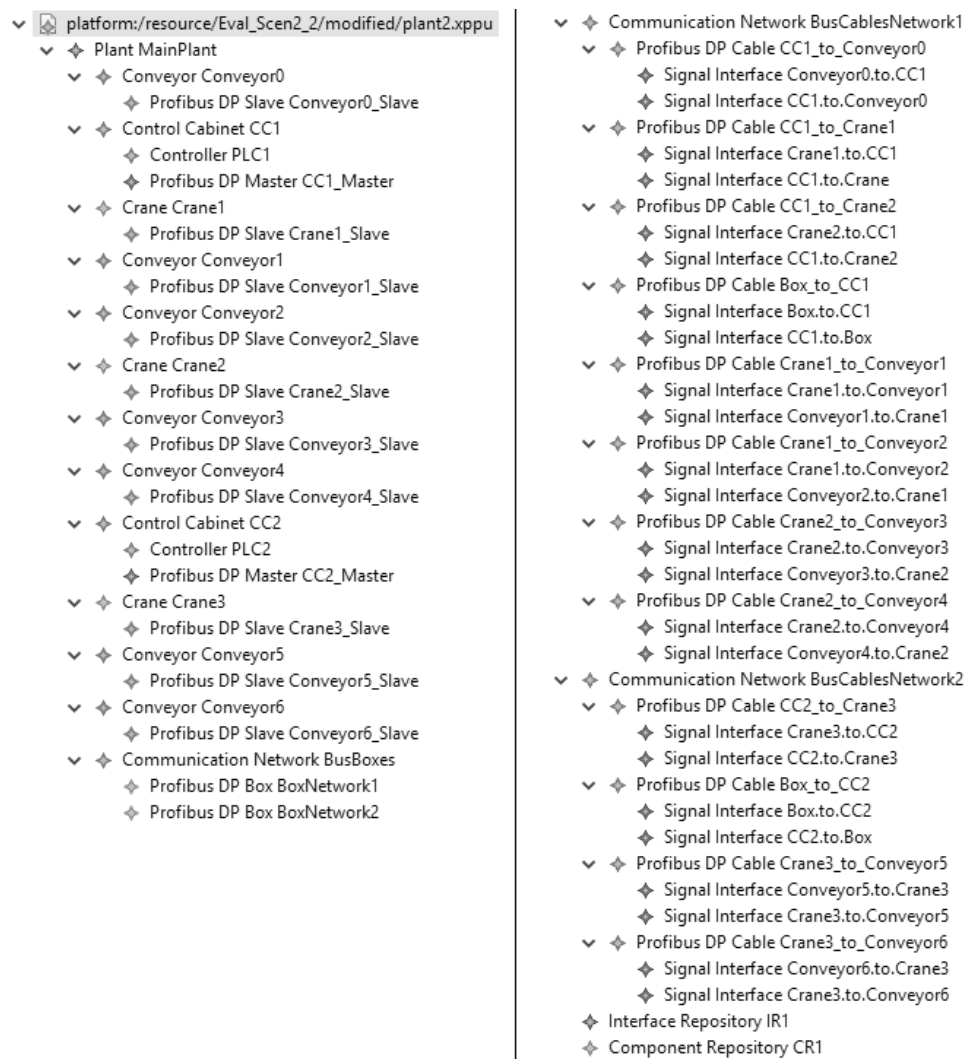 platform:/resource/Eval_Scen2_2/modified/plant2.xppu
Plant MainPlant
Conveyor Conveyor0
Profibus DP Slave Conveyor0_Slave
Control Cabinet CC1
Controller PLC1
Profibus DP Master CC1_Master
Crane Crane1
Profibus DP Slave Crane1_Slave
Conveyor Conveyor1
Profibus DP Slave Conveyor1_Slave
Conveyor Conveyor2
Profibus DP Slave Conveyor2_Slave
Crane Crane2
Profibus DP Slave Crane2_Slave
Conveyor Conveyor3
Profibus DP Slave Conveyor3_Slave
Conveyor Conveyor4
Profibus DP Slave Conveyor4_Slave
Control Cabinet CC2
Controller PLC2
Profibus DP Master CC2_Master
Crane Crane3
Profibus DP Slave Crane3_Slave
Conveyor Conveyor5
Profibus DP Slave Conveyor5_Slave
Conveyor Conveyor6
Profibus DP Slave Conveyor6_Slave
Communication Network BusBoxes
Profibus DP Box BoxNetwork1
Profibus DP Box BoxNetwork2
Communication Network BusCablesNetwork1
Profibus DP Cable CC1_to_Conveyor0
Signal Interface Conveyor0.to.CC1
Signal Interface CC1.to.Conveyor0
Profibus DP Cable CC1_to_Crane1
Signal Interface Crane1.to.CC1
Signal Interface CC1.to.Crane
Profibus DP Cable CC1_to_Crane2
Signal Interface Crane2.to.CC1
Signal Interface CC1.to.Crane2
Profibus DP Cable Box_to_CC1
Signal Interface Box.to.CC1
Signal Interface CC1.to.Box
Profibus DP Cable Crane1_to_Conveyor1
Signal Interface Crane1.to.Conveyor1
Signal Interface Conveyor1.to.Crane1
Profibus DP Cable Crane1_to_Conveyor2
Signal Interface Crane1.to.Conveyor2
Signal Interface Conveyor2.to.Crane1
Profibus DP Cable Crane2_to_Conveyor3
Signal Interface Crane2.to.Conveyor3
Signal Interface Conveyor3.to.Crane2
Profibus DP Cable Crane2_to_Conveyor4
Signal Interface Crane2.to.Conveyor4
Signal Interface Conveyor4.to.Crane2
Communication Network BusCablesNetwork2
Profibus DP Cable CC2_to_Crane3
Signal Interface Crane3.to.CC2
Signal Interface CC2.to.Crane3
Profibus DP Cable Box_to_CC2
Signal Interface Box.to.CC2
Signal Interface CC2.to.Box
Profibus DP Cable Crane3_to_Conveyor5
Signal Interface Conveyor5.to.Crane3
Signal Interface Crane3.to.Conveyor5
Profibus DP Cable Crane3_to_Conveyor6
Signal Interface Conveyor6.to.Crane3
Signal Interface Crane3.to.Conveyor6
Interface Repository IR1
Component Repository CR1